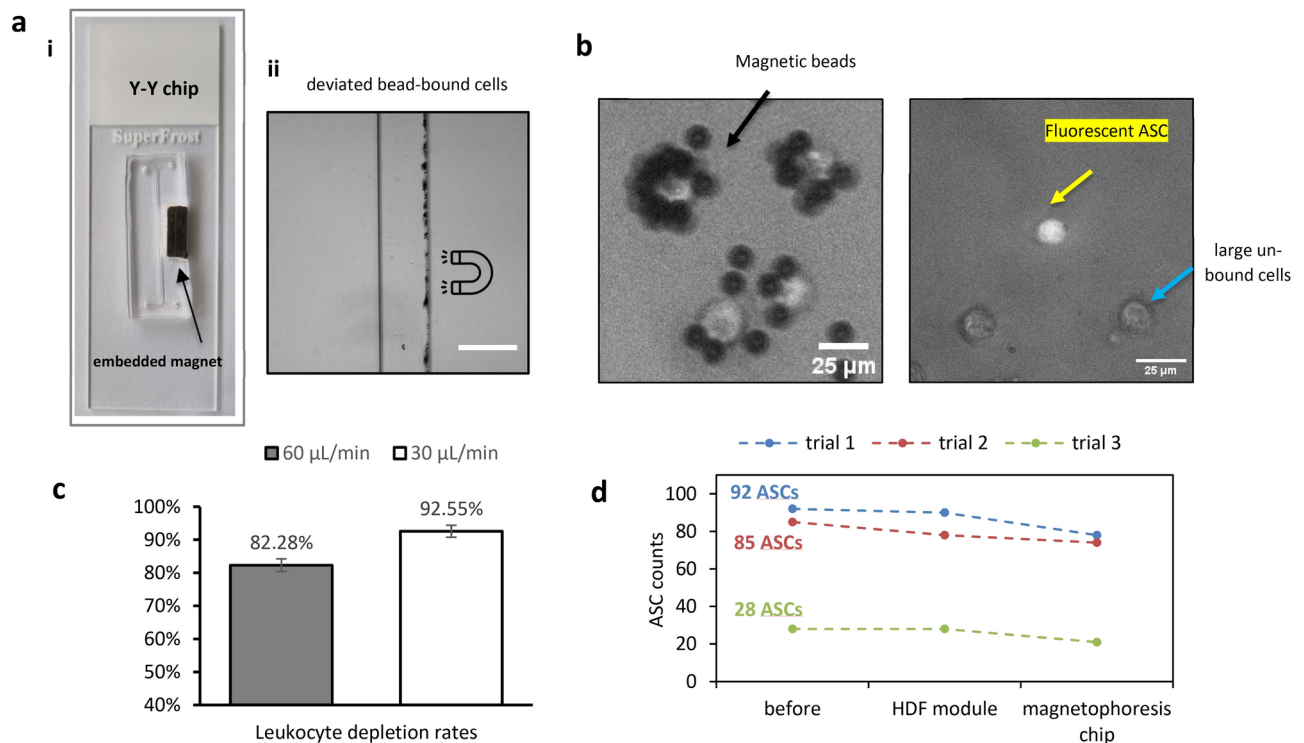 a
i
Y-Y chip
SuperFrost
embedded magnet
ii
deviated bead-bound cells
b
Magnetic beads
25 µm
Fluorescent ASC
large un-
bound cells
25 µm
c
60 µL/min
30 µL/min
100%
90%
80%
70%
60%
50%
40%
82.28%
92.55%
Leukocyte depletion rates
d
trial 1
trial 2
trial 3
ASC counts
100
80
60
40
20
0
92 ASCs
85 ASCs
28 ASCs
before
HDF module
magnetophoresis
chip